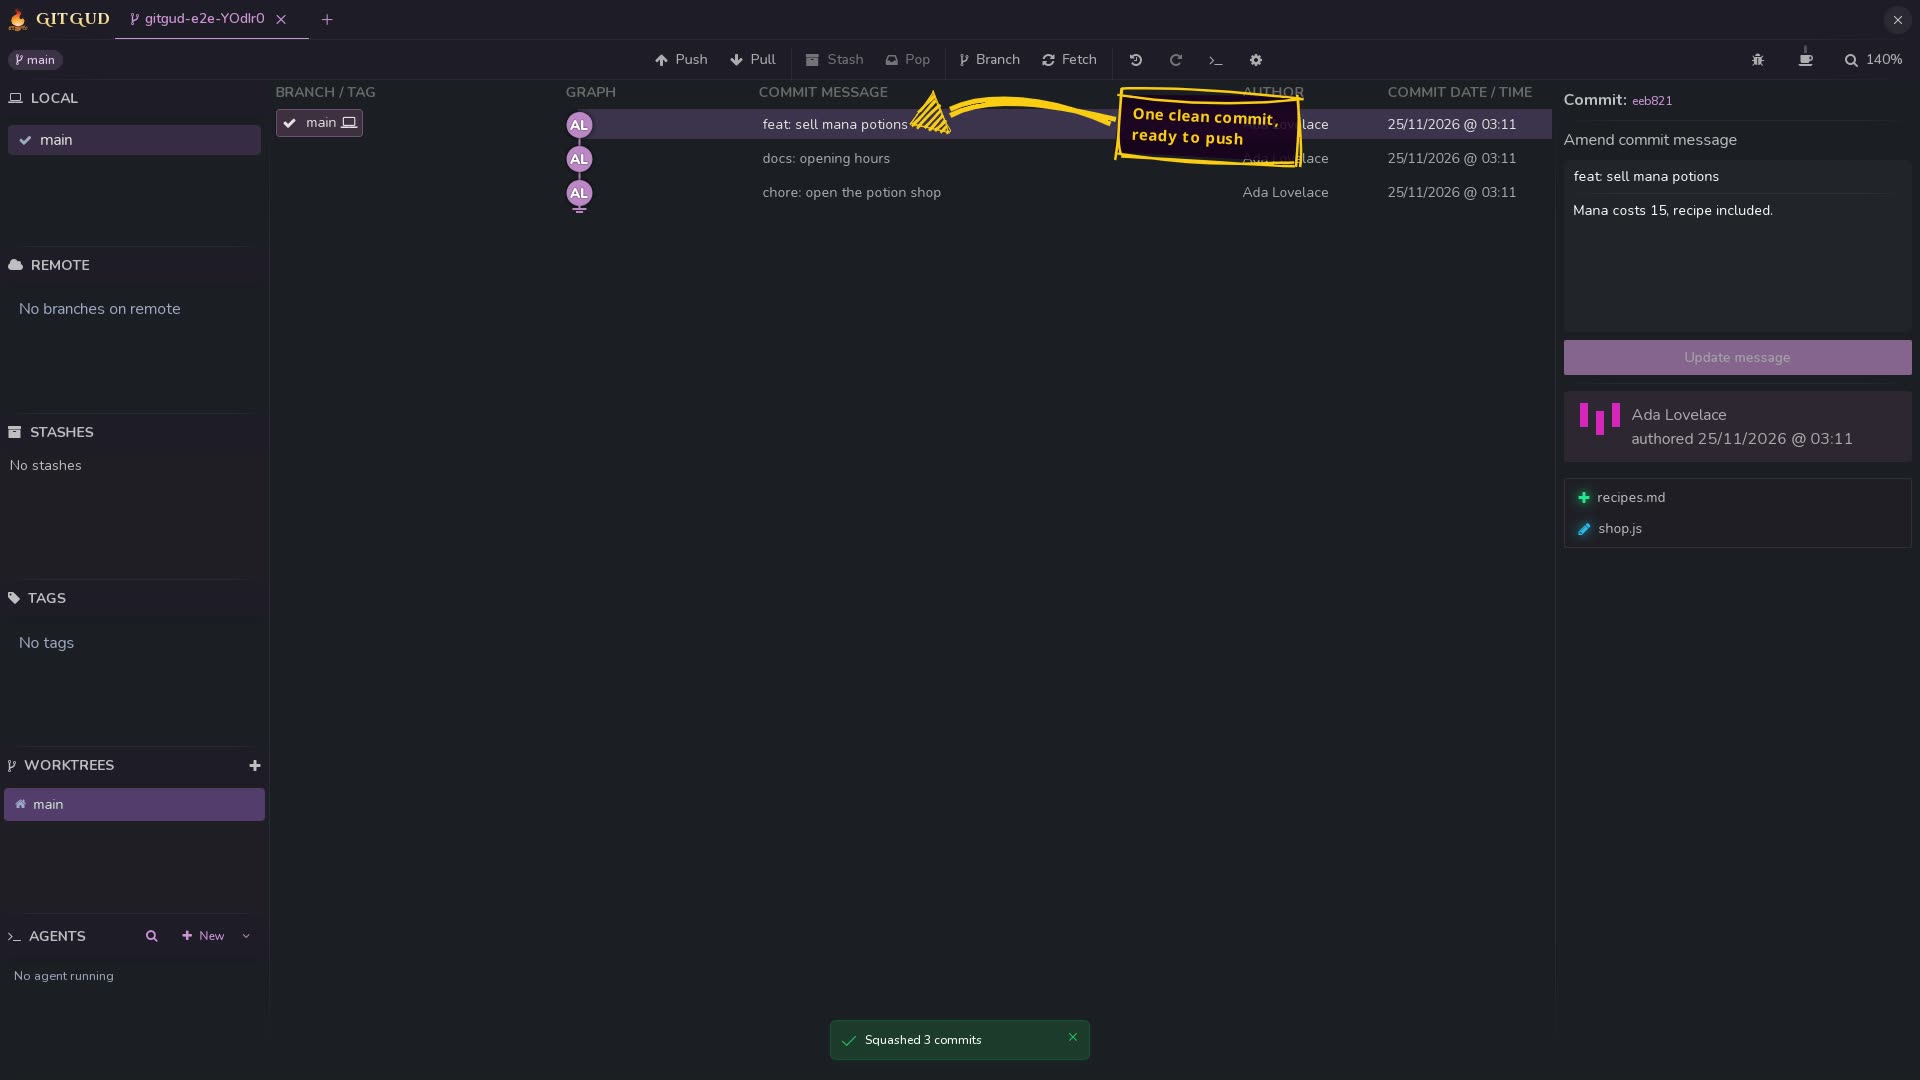 GITGUD
gitgud-e2e-YOdIr0
main
Push
Pull
Stash
Pop
Branch
Fetch
140%
LOCAL
main
REMOTE
No branches on remote
STASHES
No stashes
TAGS
No tags
WORKTREES
main
AGENTS
New
No agent running
BRANCH / TAG
GRAPH
COMMIT MESSAGE
AUTHOR
COMMIT DATE / TIME
main
AL
feat: sell mana potions
25/11/2026 @ 03:11
AL
docs: opening hours
25/11/2026 @ 03:11
AL
chore: open the potion shop
Ada Lovelace
25/11/2026 @ 03:11
One clean commit,
ready to push
Commit: eeb821
Amend commit message
feat: sell mana potions
Mana costs 15, recipe included.
Update message
Ada Lovelace
authored 25/11/2026 @ 03:11
recipes.md
shop.js
Squashed 3 commits